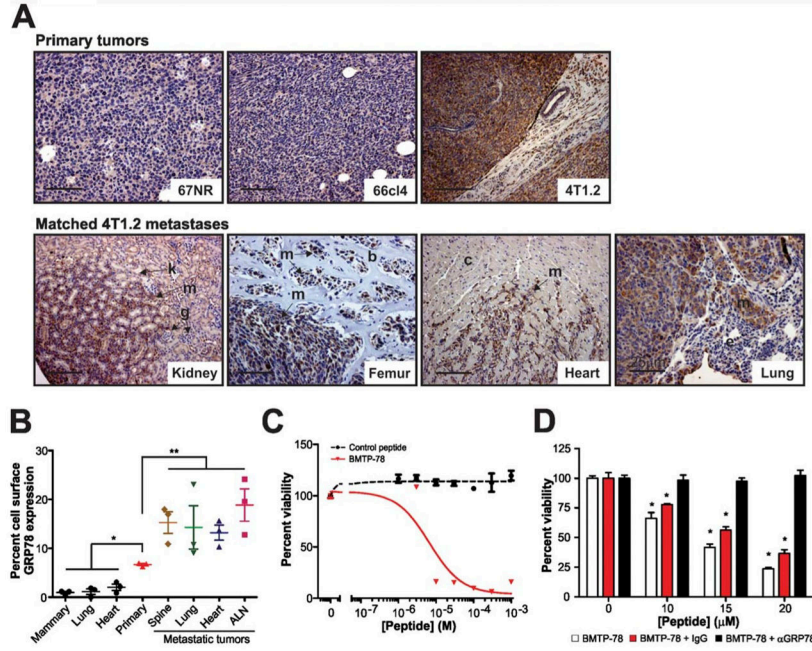 A
Primary tumors
67NR
66cl4
4T1.2
Matched 4T1.2 metastases
k
m
g
Kidney
m
b
m
Femur
c
m
Heart
m
e
Lung
B
Percent cell surface
GRP78 expression
30
20
10
0
*
**
Mammary
Lung
Heart
Primary
Spine
Lung
Heart
ALN
Metastatic tumors
C
Control peptide
BMTP-78
Percent viability
150
100
50
0
0
10-7
10-6
10-5
10-4
10-3
[Peptide] (M)
D
Percent viability
125
100
75
50
25
0
* *
* *
* *
0
10
15
20
[Peptide] (μM)
BMTP-78
BMTP-78 + IgG
BMTP-78 + αGRP78